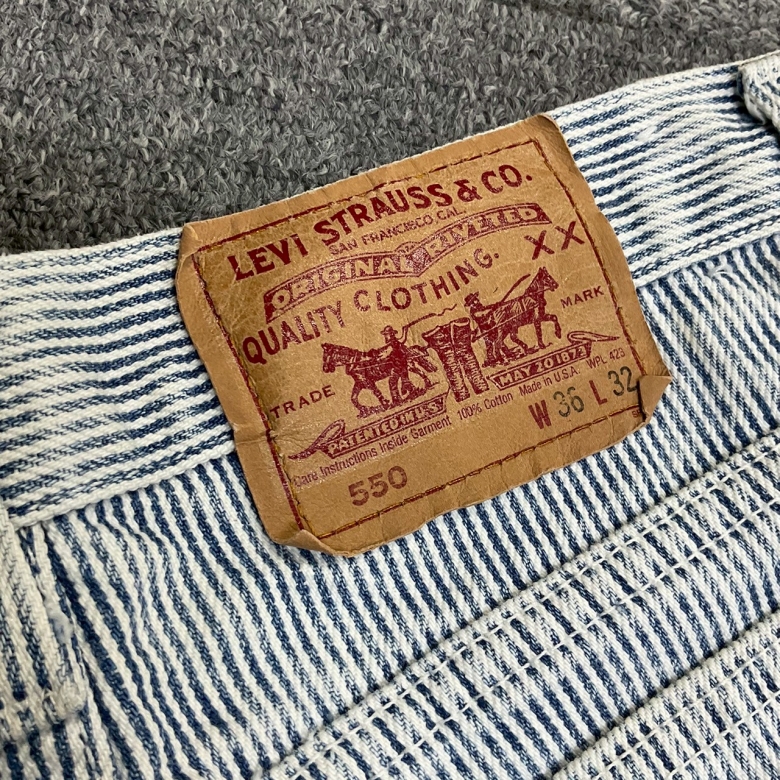 LEVI STRAUSS & CO.
SAN FRANCISCO CAL.
ORIGINAL RIVETED
QUALITY CLOTHING. XX
TRADE MARK
PATENTED IN U.S. MAY 20 1873
Care Instructions Inside Garment 100% Cotton Made in U.S.A. WPL 423
550 W 36 L 32